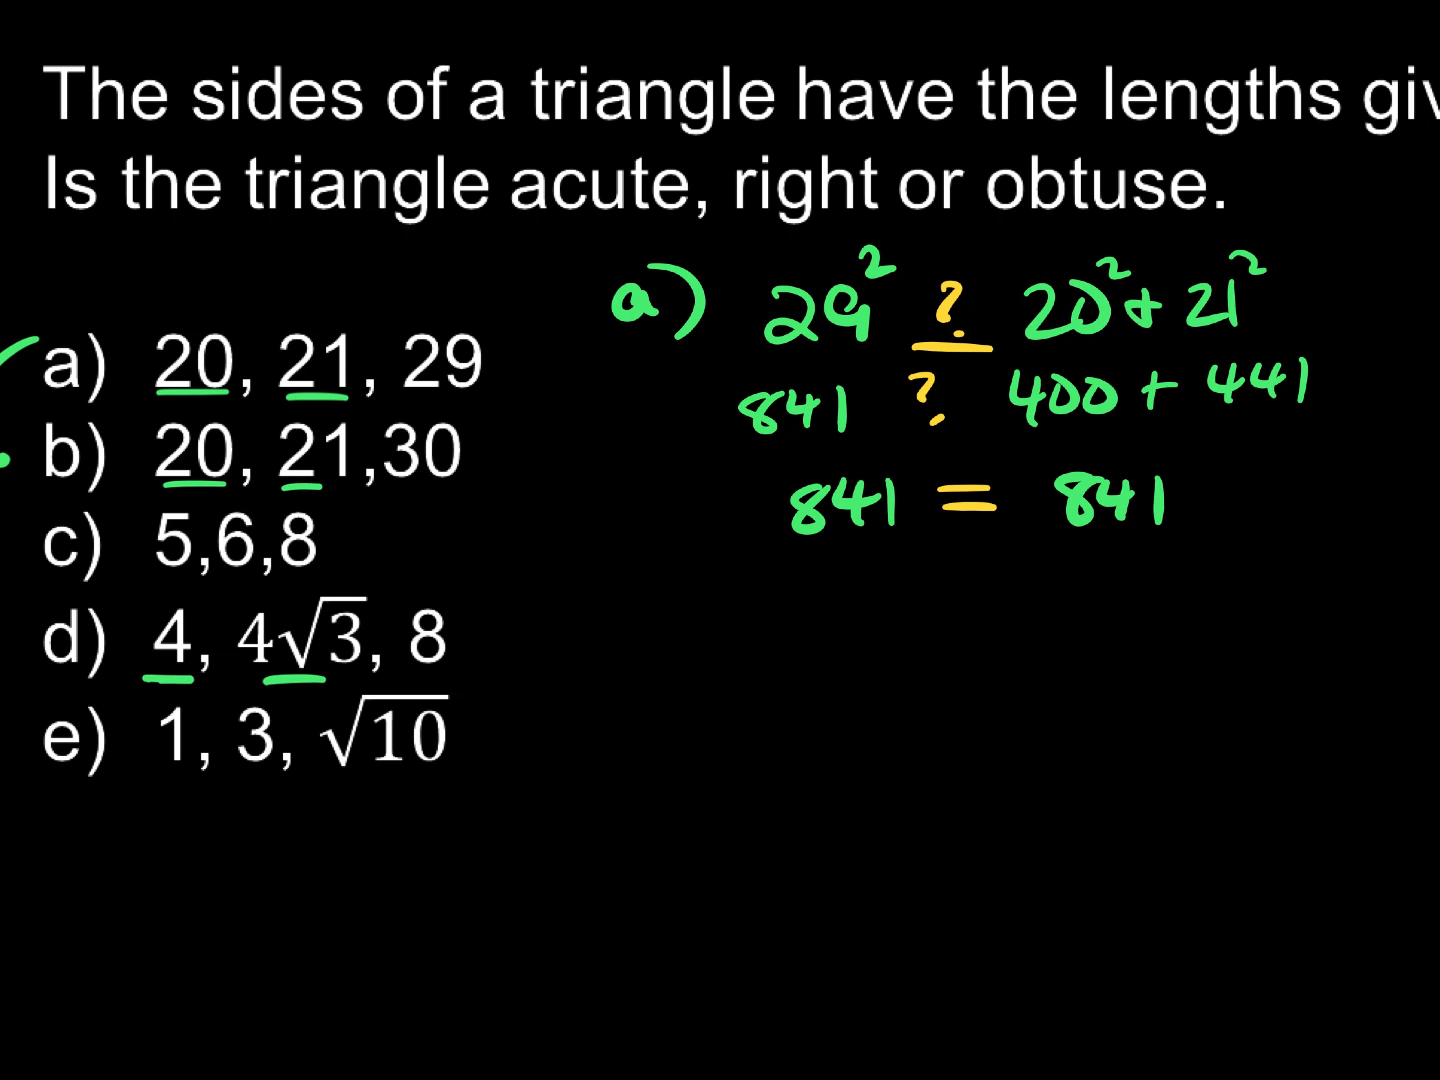 The sides of a triangle have the lengths giv
Is the triangle acute, right or obtuse.
a) 20, 21, 29
b) 20, 21,30
c) 5,6,8
d) 4, 4√3, 8
e) 1, 3, √10
a) 29² ? 20² + 21²
841 ? 400 + 441
841 = 841